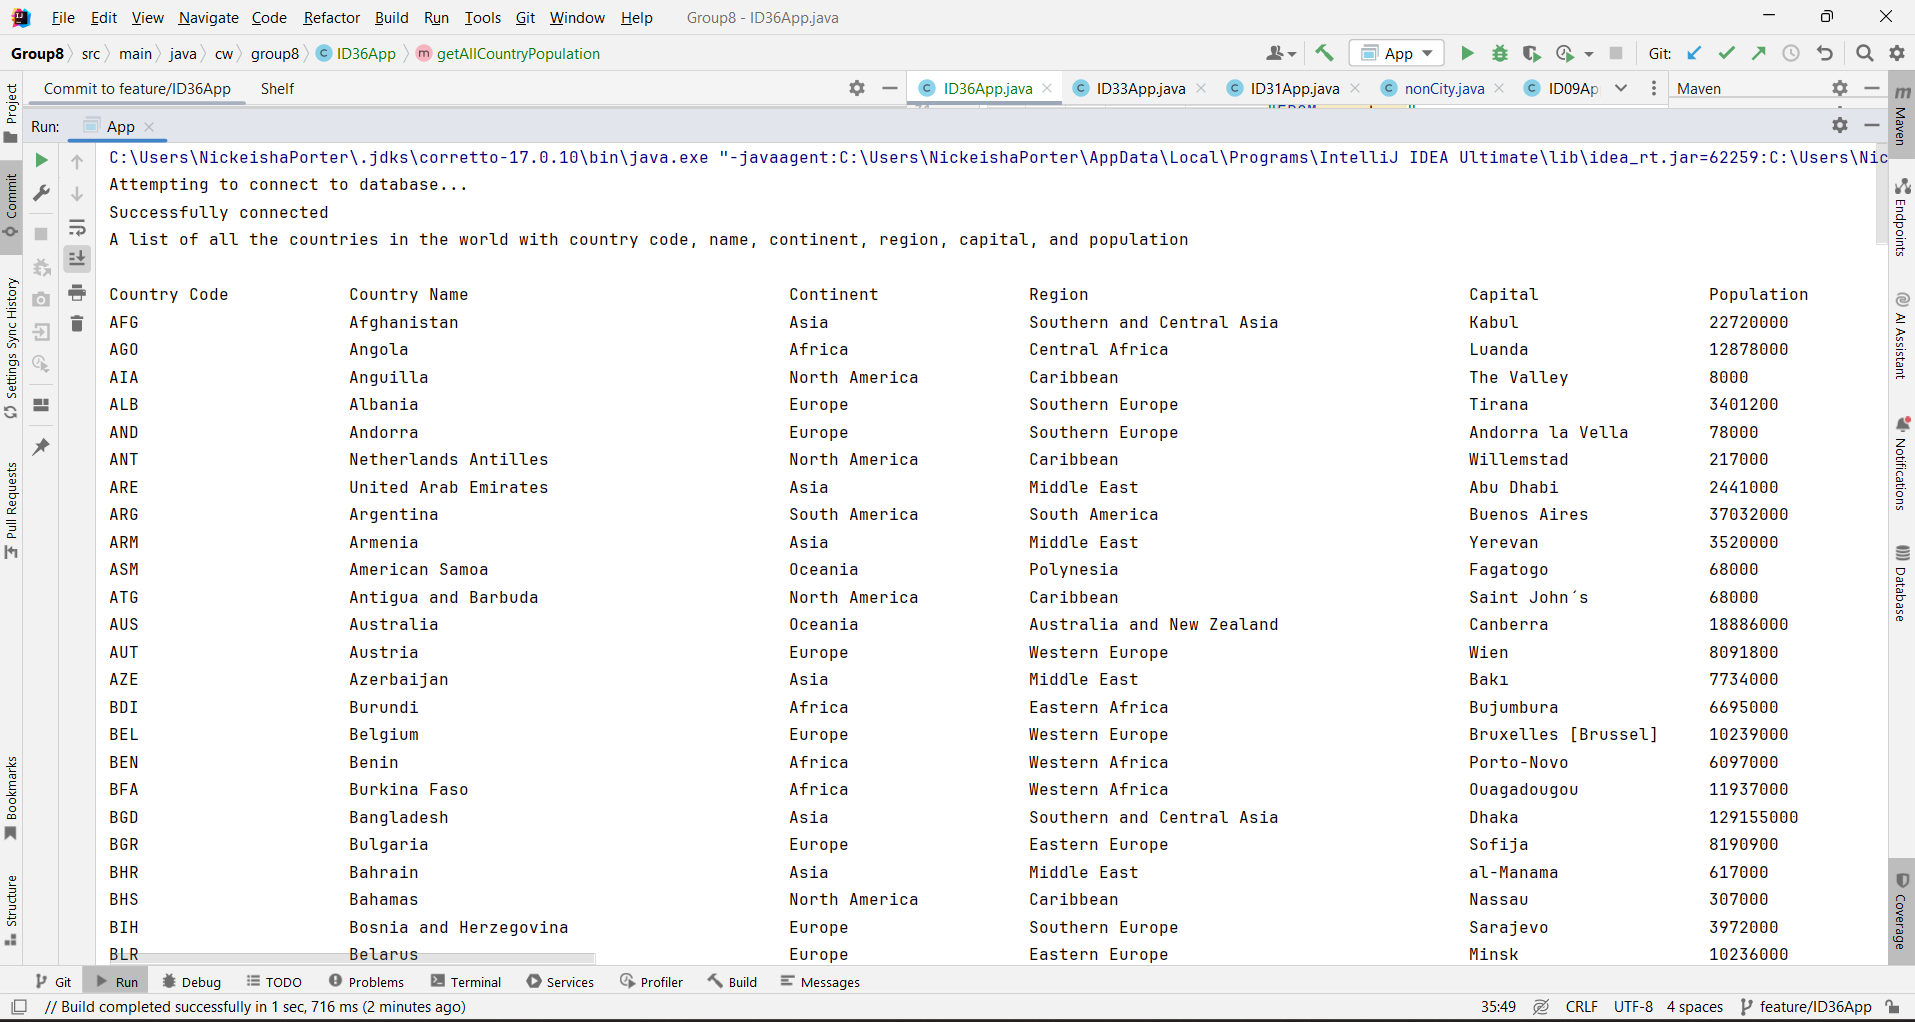 File Edit View Navigate Code Refactor Build Run Tools Git Window Help Group8 - ID36App.java
Group8 src main java cw group8 ID36App getAllCountryPopulation App Git:
Project
Commit to feature/ID36App Shelf ID36App.java ID33App.java ID31App.java nonCity.java ID09Ap Maven
Run: App
C:\Users\NickeishaPorter\.jdks\corretto-17.0.10\bin\java.exe "-javaagent:C:\Users\NickeishaPorter\AppData\Local\Programs\IntelliJ IDEA Ultimate\lib\idea_rt.jar=62259:C:\Users\Nic
Attempting to connect to database...
Successfully connected
A list of all the countries in the world with country code, name, continent, region, capital, and population
Country Code Country Name Continent Region Capital Population
AFG Afghanistan Asia Southern and Central Asia Kabul 22720000
AGO Angola Africa Central Africa Luanda 12878000
AIA Anguilla North America Caribbean The Valley 8000
ALB Albania Europe Southern Europe Tirana 3401200
AND Andorra Europe Southern Europe Andorra la Vella 78000
ANT Netherlands Antilles North America Caribbean Willemstad 217000
ARE United Arab Emirates Asia Middle East Abu Dhabi 2441000
ARG Argentina South America South America Buenos Aires 37032000
ARM Armenia Asia Middle East Yerevan 3520000
ASM American Samoa Oceania Polynesia Fagatogo 68000
ATG Antigua and Barbuda North America Caribbean Saint John´s 68000
AUS Australia Oceania Australia and New Zealand Canberra 18886000
AUT Austria Europe Western Europe Wien 8091800
AZE Azerbaijan Asia Middle East Bakı 7734000
BDI Burundi Africa Eastern Africa Bujumbura 6695000
BEL Belgium Europe Western Europe Bruxelles [Brussel] 10239000
BEN Benin Africa Western Africa Porto-Novo 6097000
BFA Burkina Faso Africa Western Africa Ouagadougou 11937000
BGD Bangladesh Asia Southern and Central Asia Dhaka 129155000
BGR Bulgaria Europe Eastern Europe Sofija 8190900
BHR Bahrain Asia Middle East al-Manama 617000
BHS Bahamas North America Caribbean Nassau 307000
BIH Bosnia and Herzegovina Europe Southern Europe Sarajevo 3972000
BLR Belarus Europe Eastern Europe Minsk 10236000
Commit
Settings Sync History
Pull Requests
Bookmarks
Structure
Maven
Endpoints
AI Assistant
Notifications
Database
Coverage
Git Run Debug TODO Problems Terminal Services Profiler Build Messages
// Build completed successfully in 1 sec, 716 ms (2 minutes ago) 35:49 CRLF UTF-8 4 spaces feature/ID36App